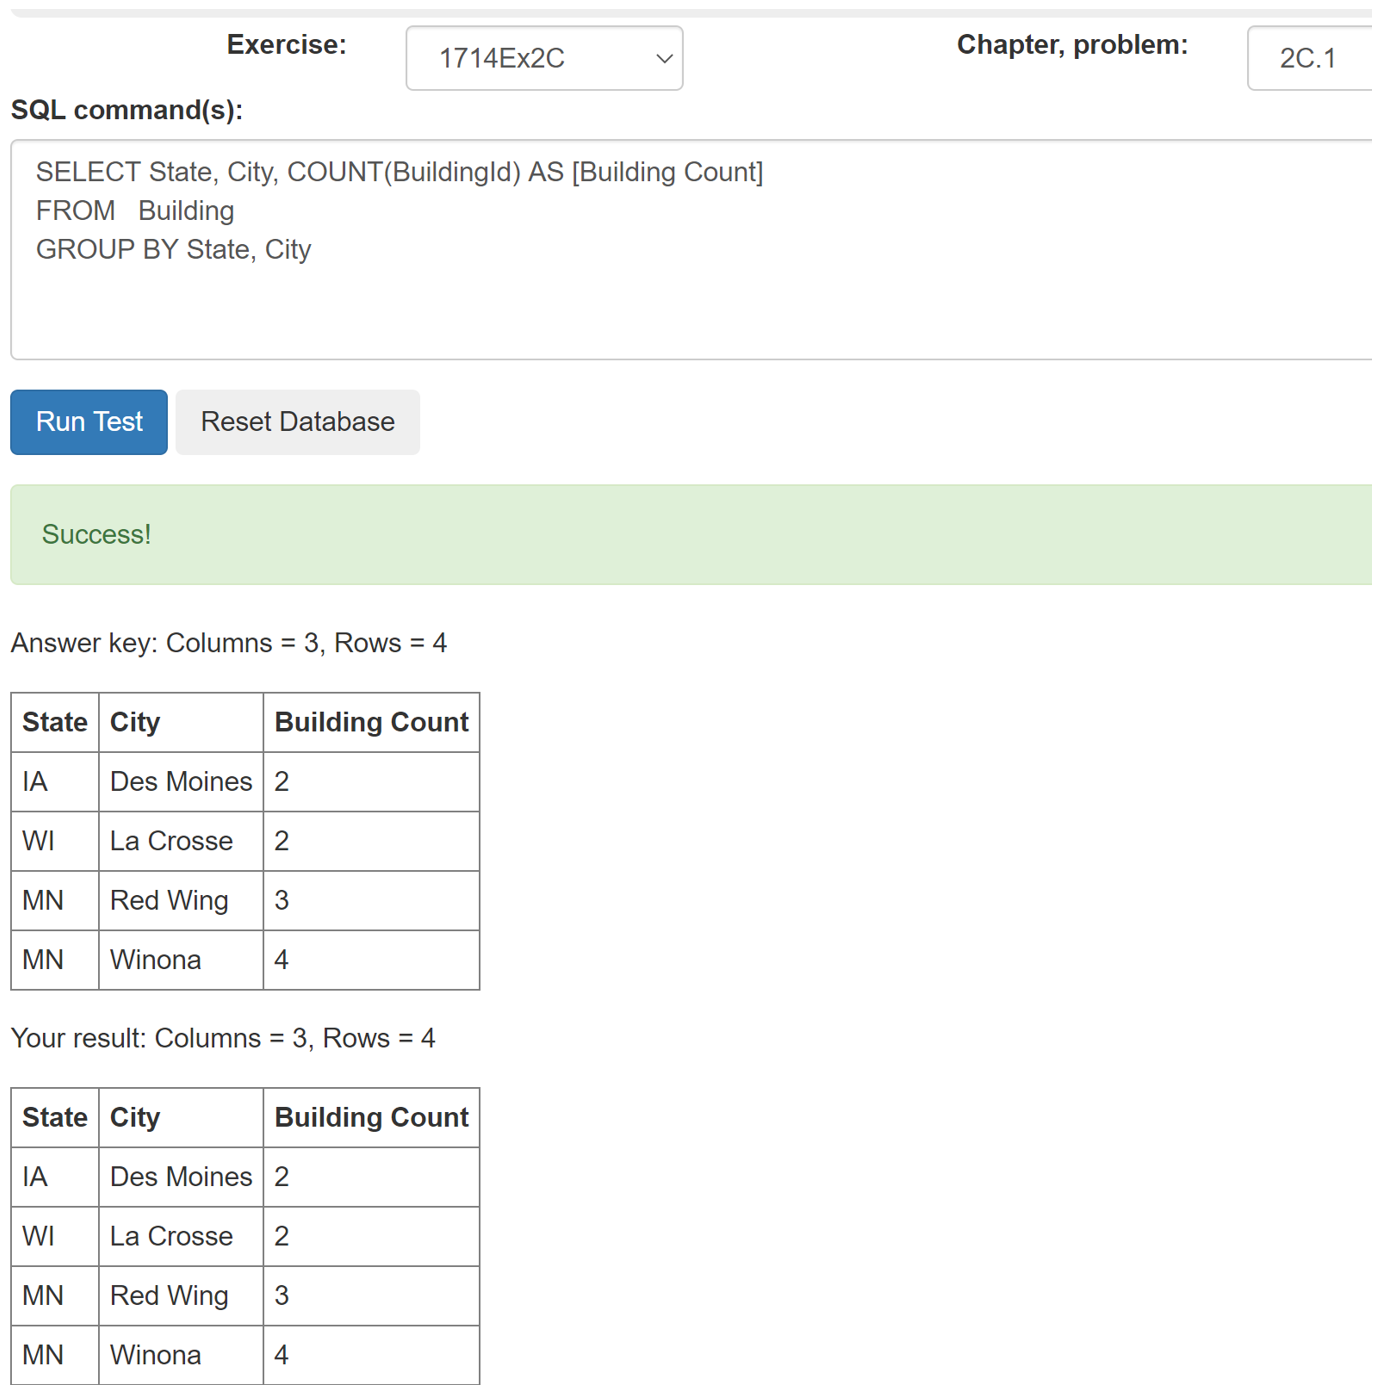 Exercise: 1714Ex2C Chapter, problem: 2C.1
SQL command(s):
SELECT State, City, COUNT(BuildingId) AS [Building Count]
FROM   Building
GROUP BY State, City
Run Test Reset Database
Success!
Answer key: Columns = 3, Rows = 4
State City Building Count
IA Des Moines 2
WI La Crosse 2
MN Red Wing 3
MN Winona 4
Your result: Columns = 3, Rows = 4
State City Building Count
IA Des Moines 2
WI La Crosse 2
MN Red Wing 3
MN Winona 4